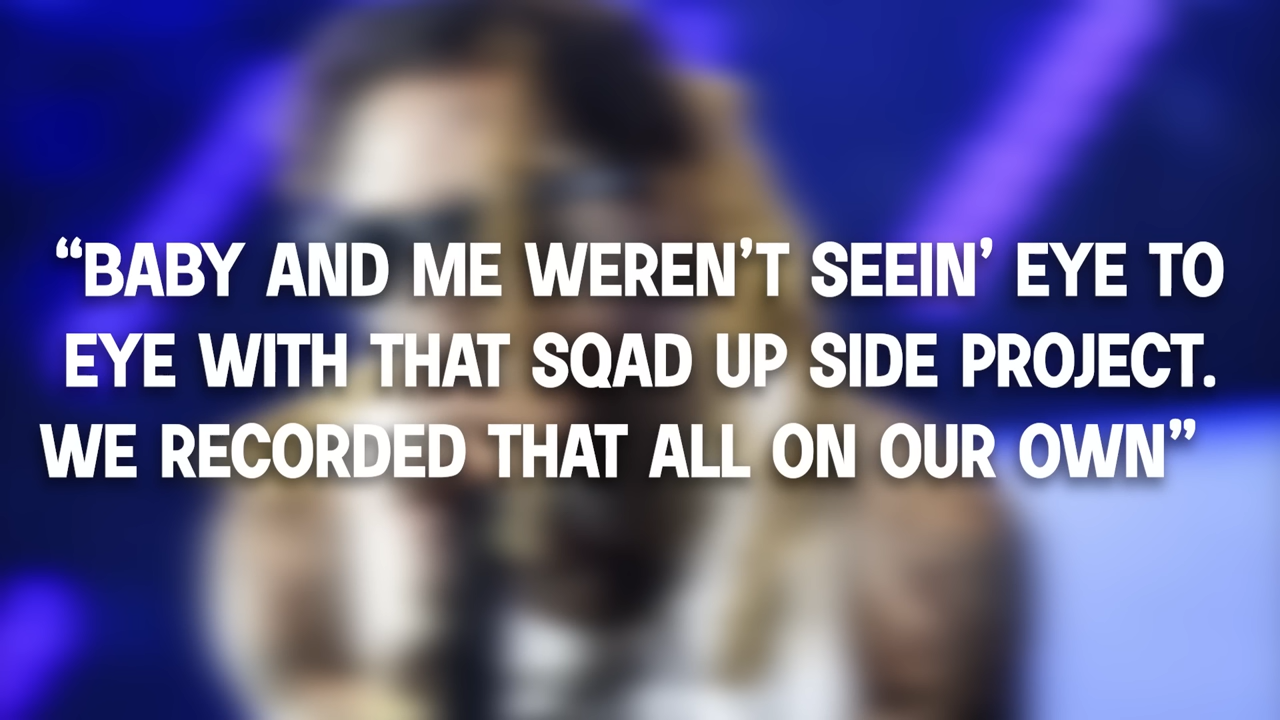 “BABY AND ME WEREN’T SEEIN’ EYE TO
EYE WITH THAT SQAD UP SIDE PROJECT.
WE RECORDED THAT ALL ON OUR OWN”